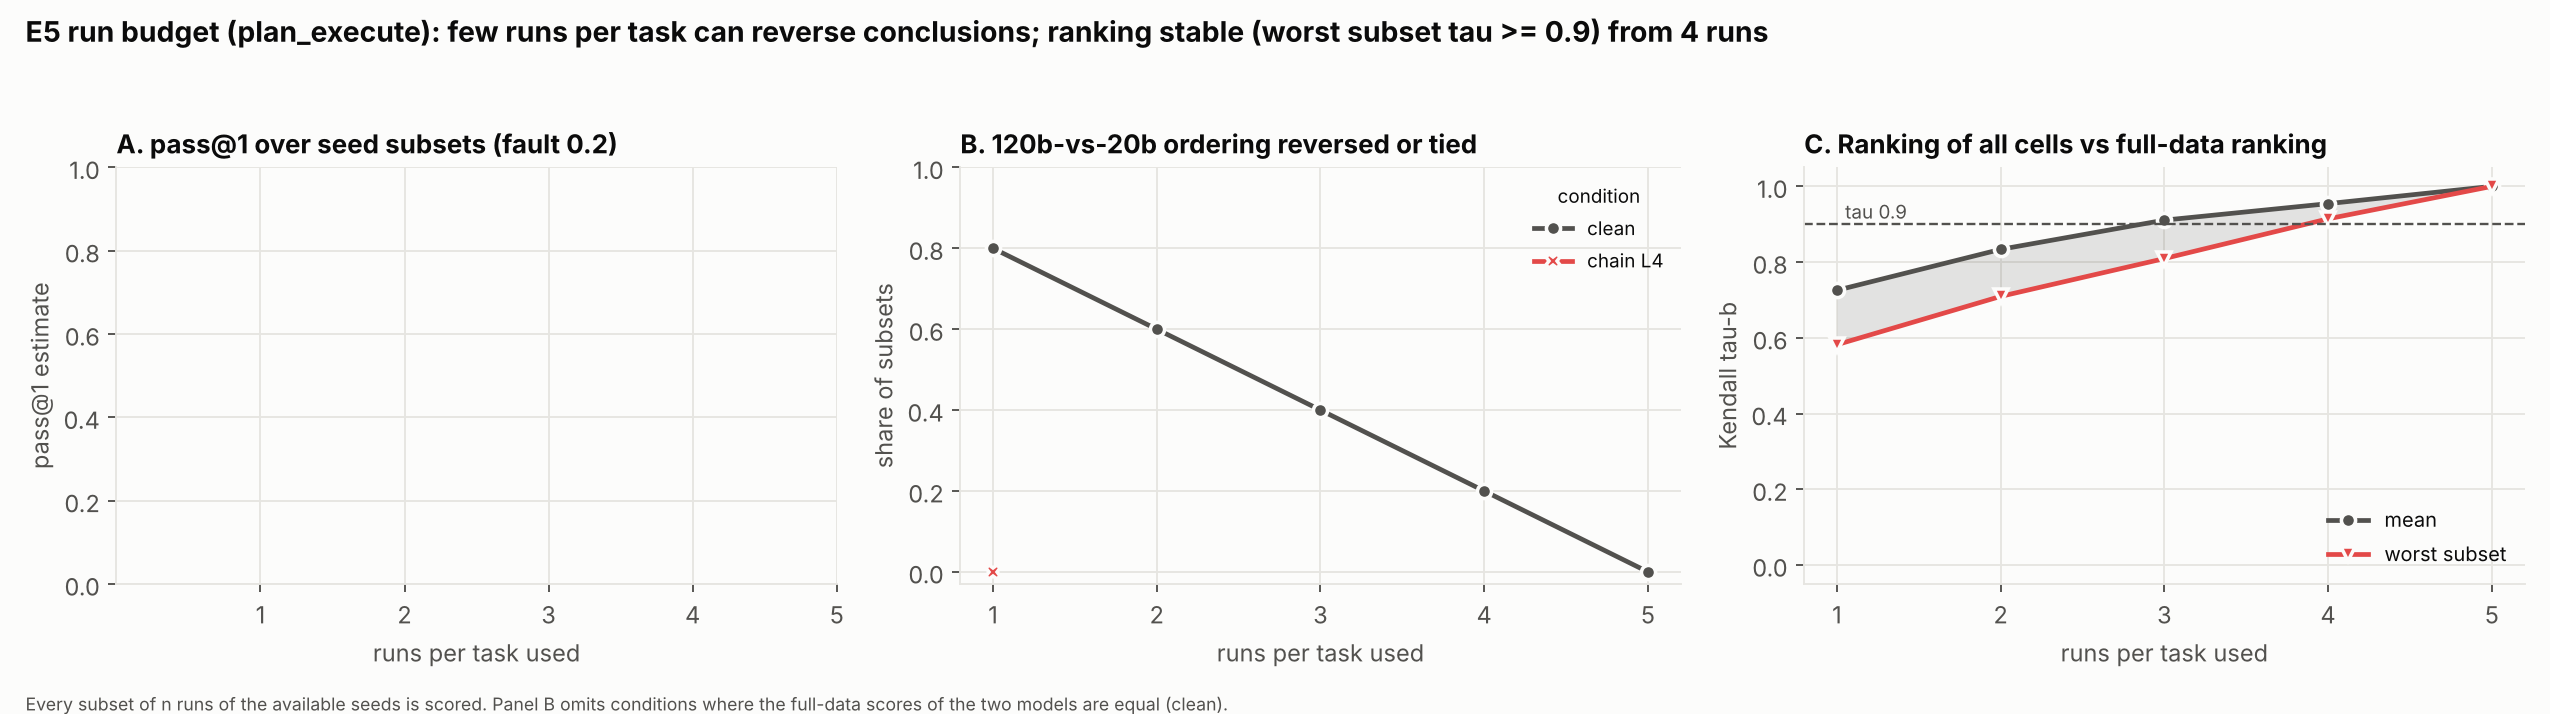 E5 run budget (plan_execute): few runs per task can reverse conclusions; ranking stable (worst subset tau >= 0.9) from 4 runs
A. pass@1 over seed subsets (fault 0.2)
pass@1 estimate
1.0
0.8
0.6
0.4
0.2
0.0
1 2 3 4 5
runs per task used
B. 120b-vs-20b ordering reversed or tied
share of subsets
1.0
0.8
0.6
0.4
0.2
0.0
condition
clean
chain L4
1 2 3 4 5
runs per task used
C. Ranking of all cells vs full-data ranking
Kendall tau-b
1.0
0.8
0.6
0.4
0.2
0.0
tau 0.9
mean
worst subset
1 2 3 4 5
runs per task used
Every subset of n runs of the available seeds is scored. Panel B omits conditions where the full-data scores of the two models are equal (clean).